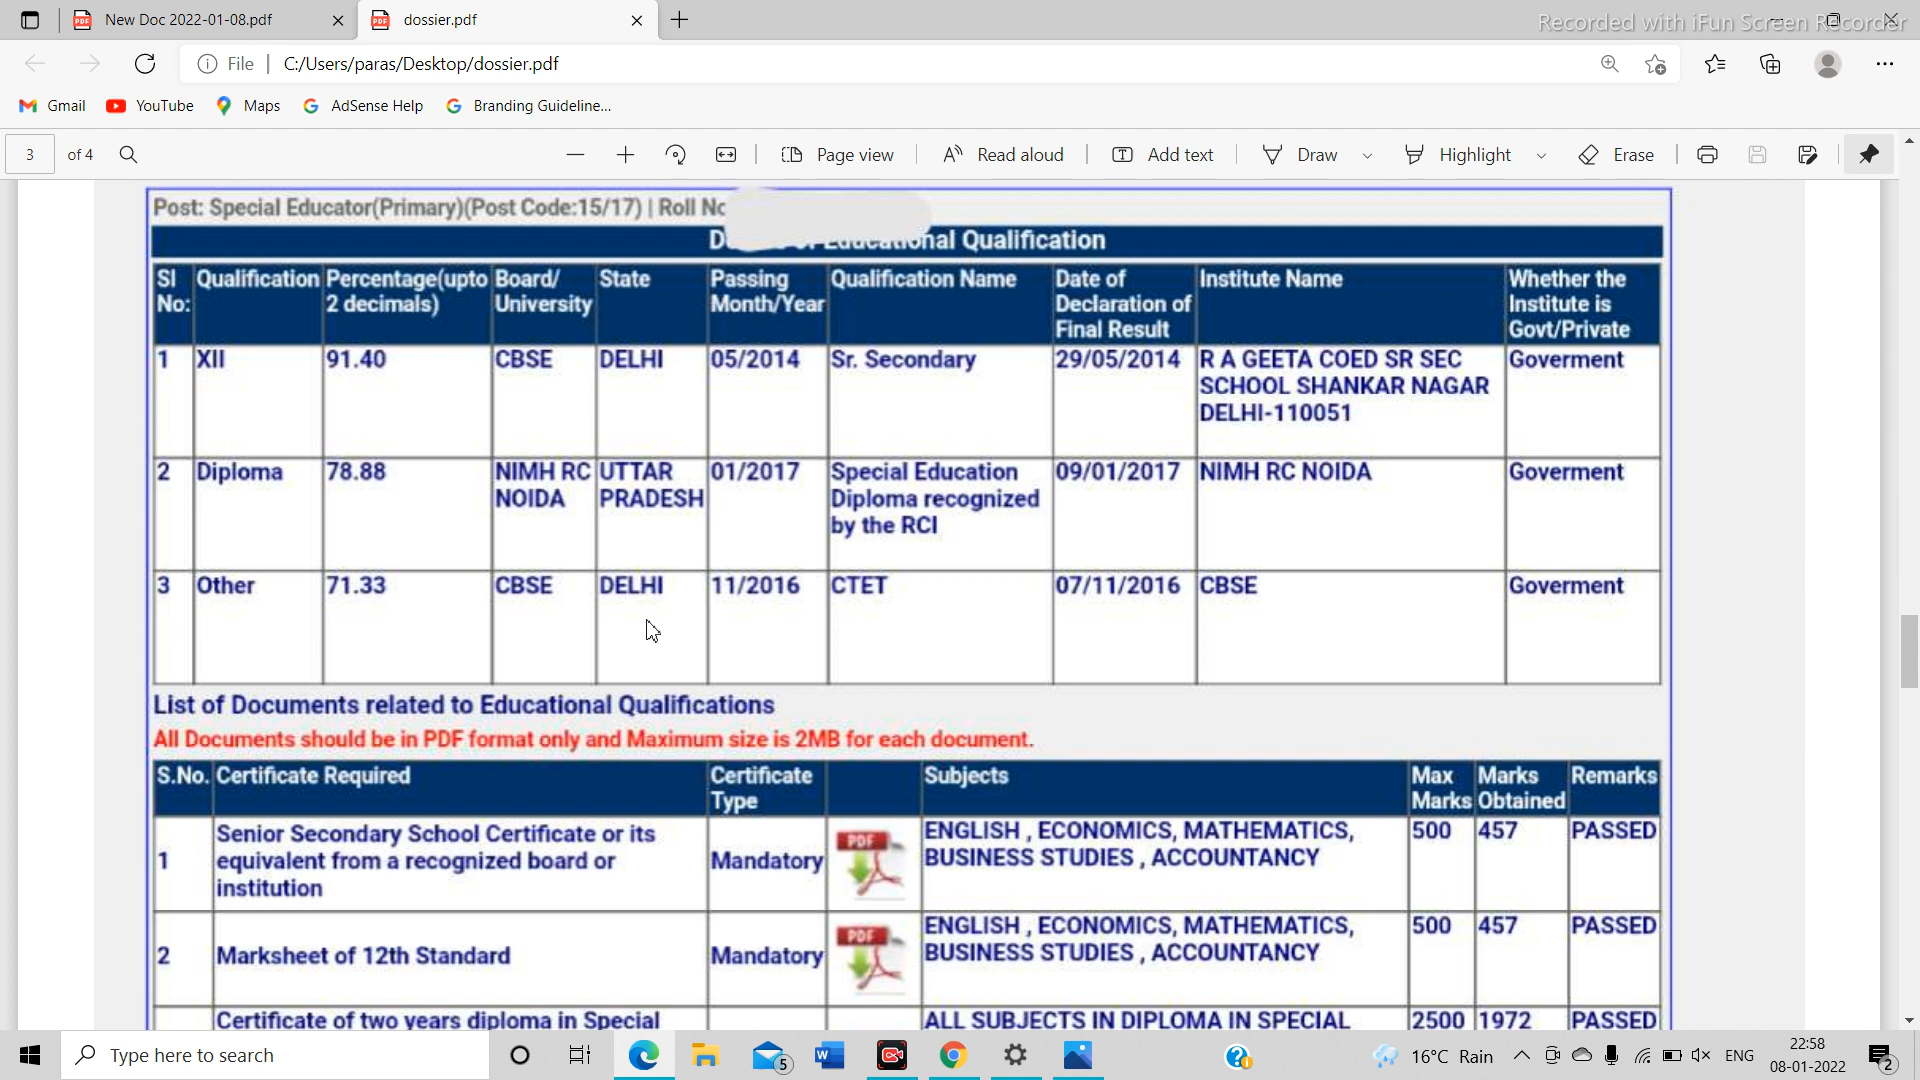 New Doc 2022-01-08.pdf
dossier.pdf
Recorded with iFun Screen Recorder
File
C:/Users/paras/Desktop/dossier.pdf
Gmail YouTube Maps AdSense Help Branding Guideline...
3 of 4 Page view Read aloud Add text Draw Highlight Erase
Post: Special Educator(Primary)(Post Code:15/17) | Roll
Educational Qualification
Sl No: Qualification Percentage(upto 2 decimals) Board/ University State Passing Month/Year Qualification Name Date of Declaration of Final Result Institute Name Whether the Institute is Govt/Private
1 XII 91.40 CBSE DELHI 05/2014 Sr. Secondary 29/05/2014 R A GEETA COED SR SEC Goverment
SCHOOL SHANKAR NAGAR
DELHI-110051
2 Diploma 78.88 NIMH RC UTTAR 01/2017 Special Education 09/01/2017 NIMH RC NOIDA Goverment
NOIDA PRADESH Diploma recognized
by the RCI
3 Other 71.33 CBSE DELHI 11/2016 CTET 07/11/2016 CBSE Goverment
List of Documents related to Educational Qualifications
All Documents should be in PDF format only and Maximum size is 2MB for each document.
S.No. Certificate Required Certificate Type Subjects Max Marks Marks Obtained Remarks
Senior Secondary School Certificate or its PDF ENGLISH , ECONOMICS, MATHEMATICS, 500 457 PASSED
1 equivalent from a recognized board or Mandatory BUSINESS STUDIES , ACCOUNTANCY
institution
PDF ENGLISH , ECONOMICS, MATHEMATICS, 500 457 PASSED
2 Marksheet of 12th Standard Mandatory BUSINESS STUDIES , ACCOUNTANCY
Certificate of two years diploma in Special ALL SUBJECTS IN DIPLOMA IN SPECIAL 2500 1972 PASSED
Type here to search
5
16°C Rain
ENG
22:58
08-01-2022
2